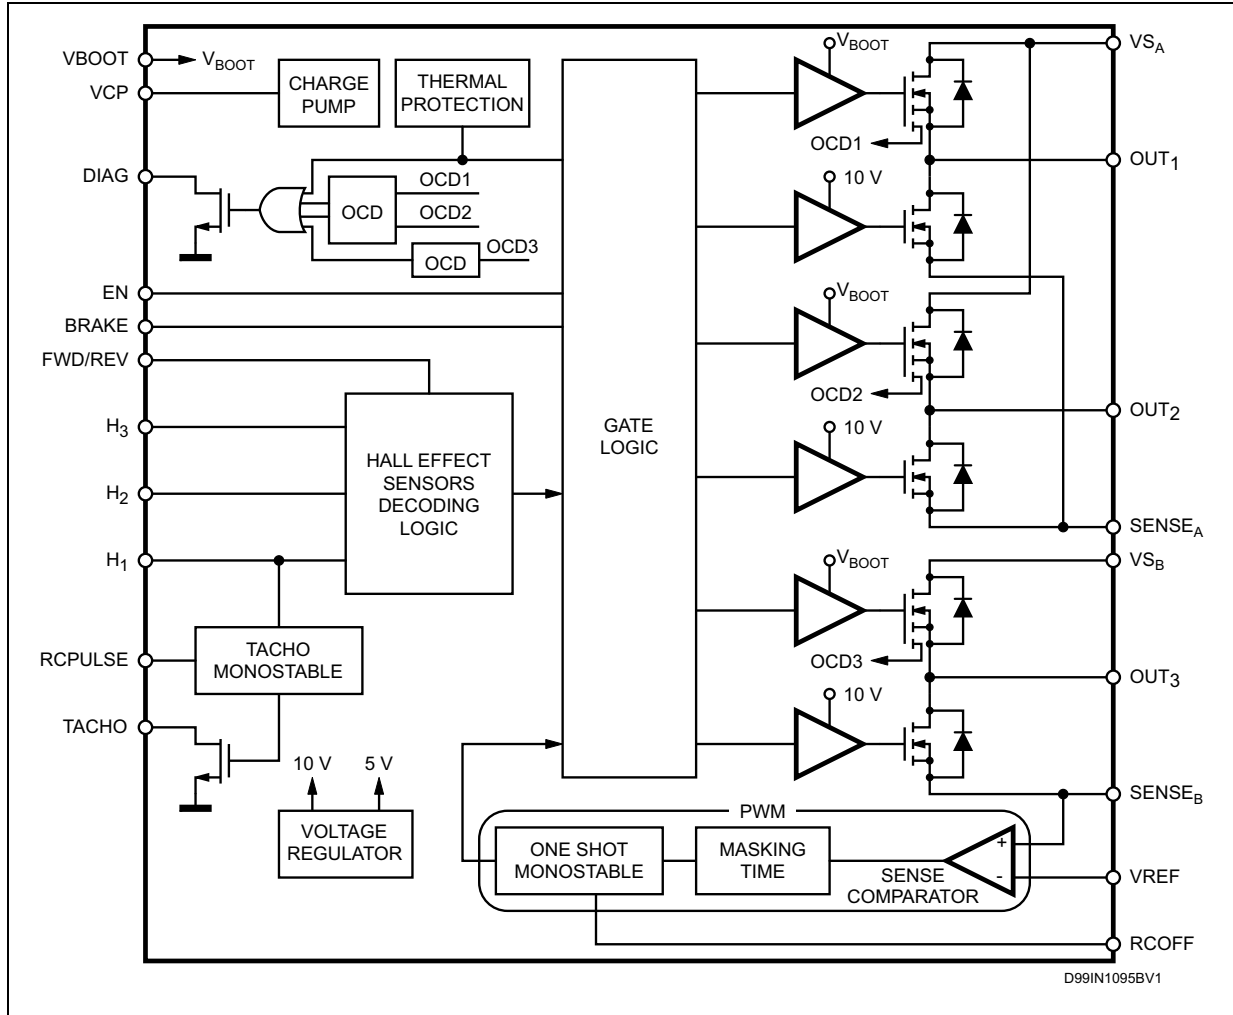 VBOOT
VCP
DIAG
EN
BRAKE
FWD/REV
H3
H2
H1
RCPULSE
TACHO
VBOOT
CHARGE
PUMP
THERMAL
PROTECTION
OCD
OCD1
OCD2
OCD
OCD3
HALL EFFECT
SENSORS
DECODING
LOGIC
TACHO
MONOSTABLE
10 V
5 V
VOLTAGE
REGULATOR
GATE
LOGIC
VBOOT
OCD1
10 V
VBOOT
OCD2
10 V
VBOOT
OCD3
10 V
PWM
ONE SHOT
MONOSTABLE
MASKING
TIME
SENSE
COMPARATOR
+
-
VSA
OUT1
OUT2
SENSEA
VSB
OUT3
SENSEB
VREF
RCOFF
D99IN1095BV1